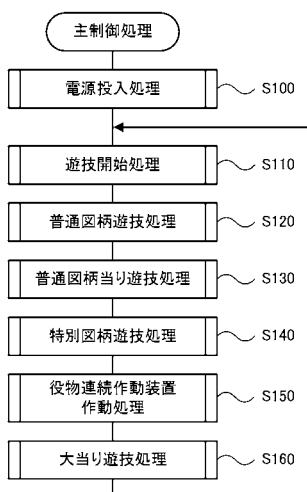 主制御処理
電源投入処理
S100
遊技開始処理
S110
普通図柄遊技処理
S120
普通図柄当り遊技処理
S130
特別図柄遊技処理
S140
役物連続作動装置
作動処理
S150
大当り遊技処理
S160